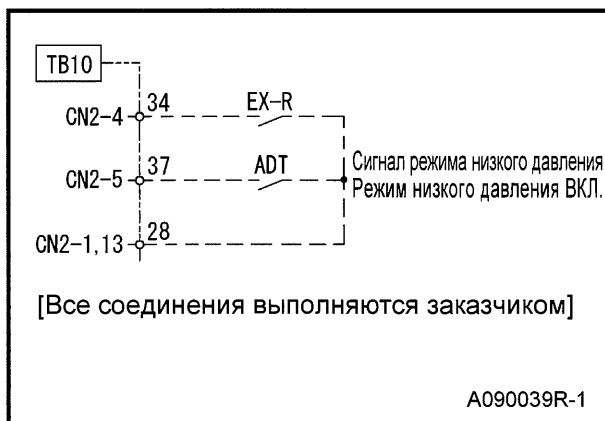 TB10
CN2-4 34 EX-R
CN2-5 37 ADT
Сигнал режима низкого давления
Режим низкого давления ВКЛ.
CN2-1,13 28
[Все соединения выполняются заказчиком]
A090039R-1